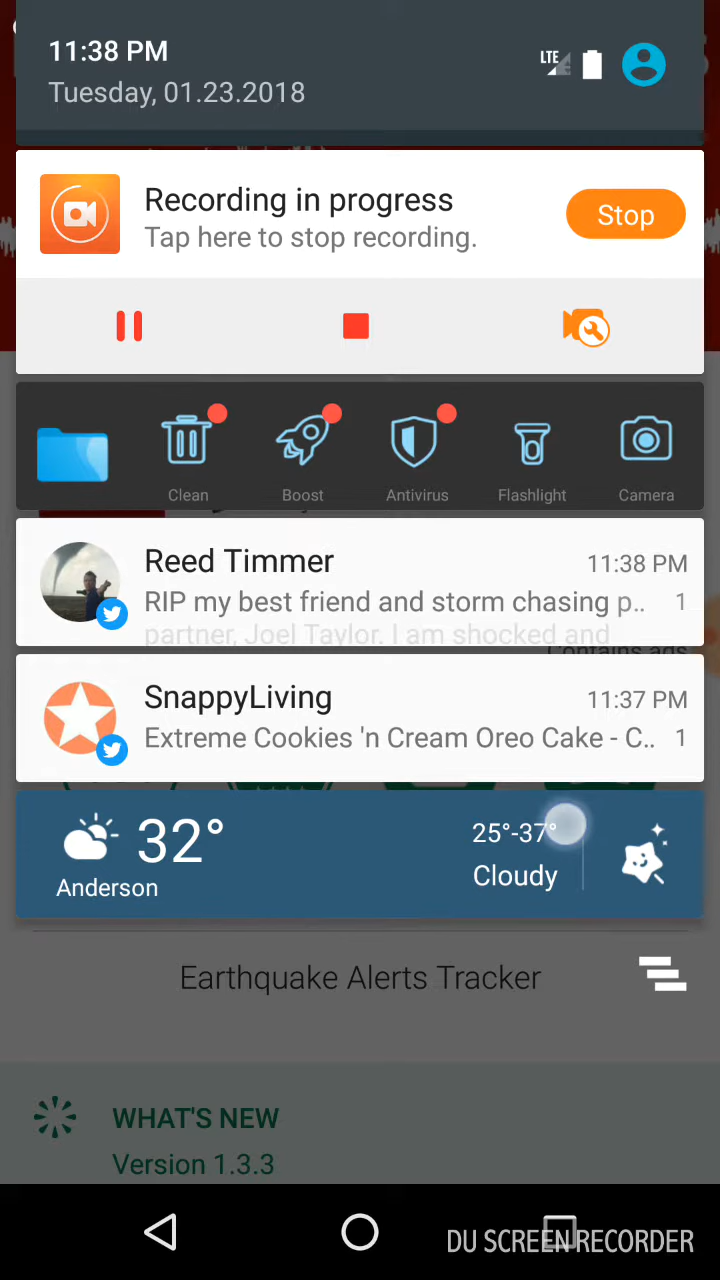 11:38 PM
LTE
Tuesday, 01.23.2018
Recording in progress
Tap here to stop recording.
Stop
Clean
Boost
Antivirus
Flashlight
Camera
Reed Timmer
11:38 PM
RIP my best friend and storm chasing p.. 1
partner, Joel Taylor. I am shocked and
Contains ads
SnappyLiving
11:37 PM
Extreme Cookies 'n Cream Oreo Cake - C.. 1
32°
25°-37°
Anderson
Cloudy
Earthquake Alerts Tracker
WHAT'S NEW
Version 1.3.3
DU SCREEN RECORDER